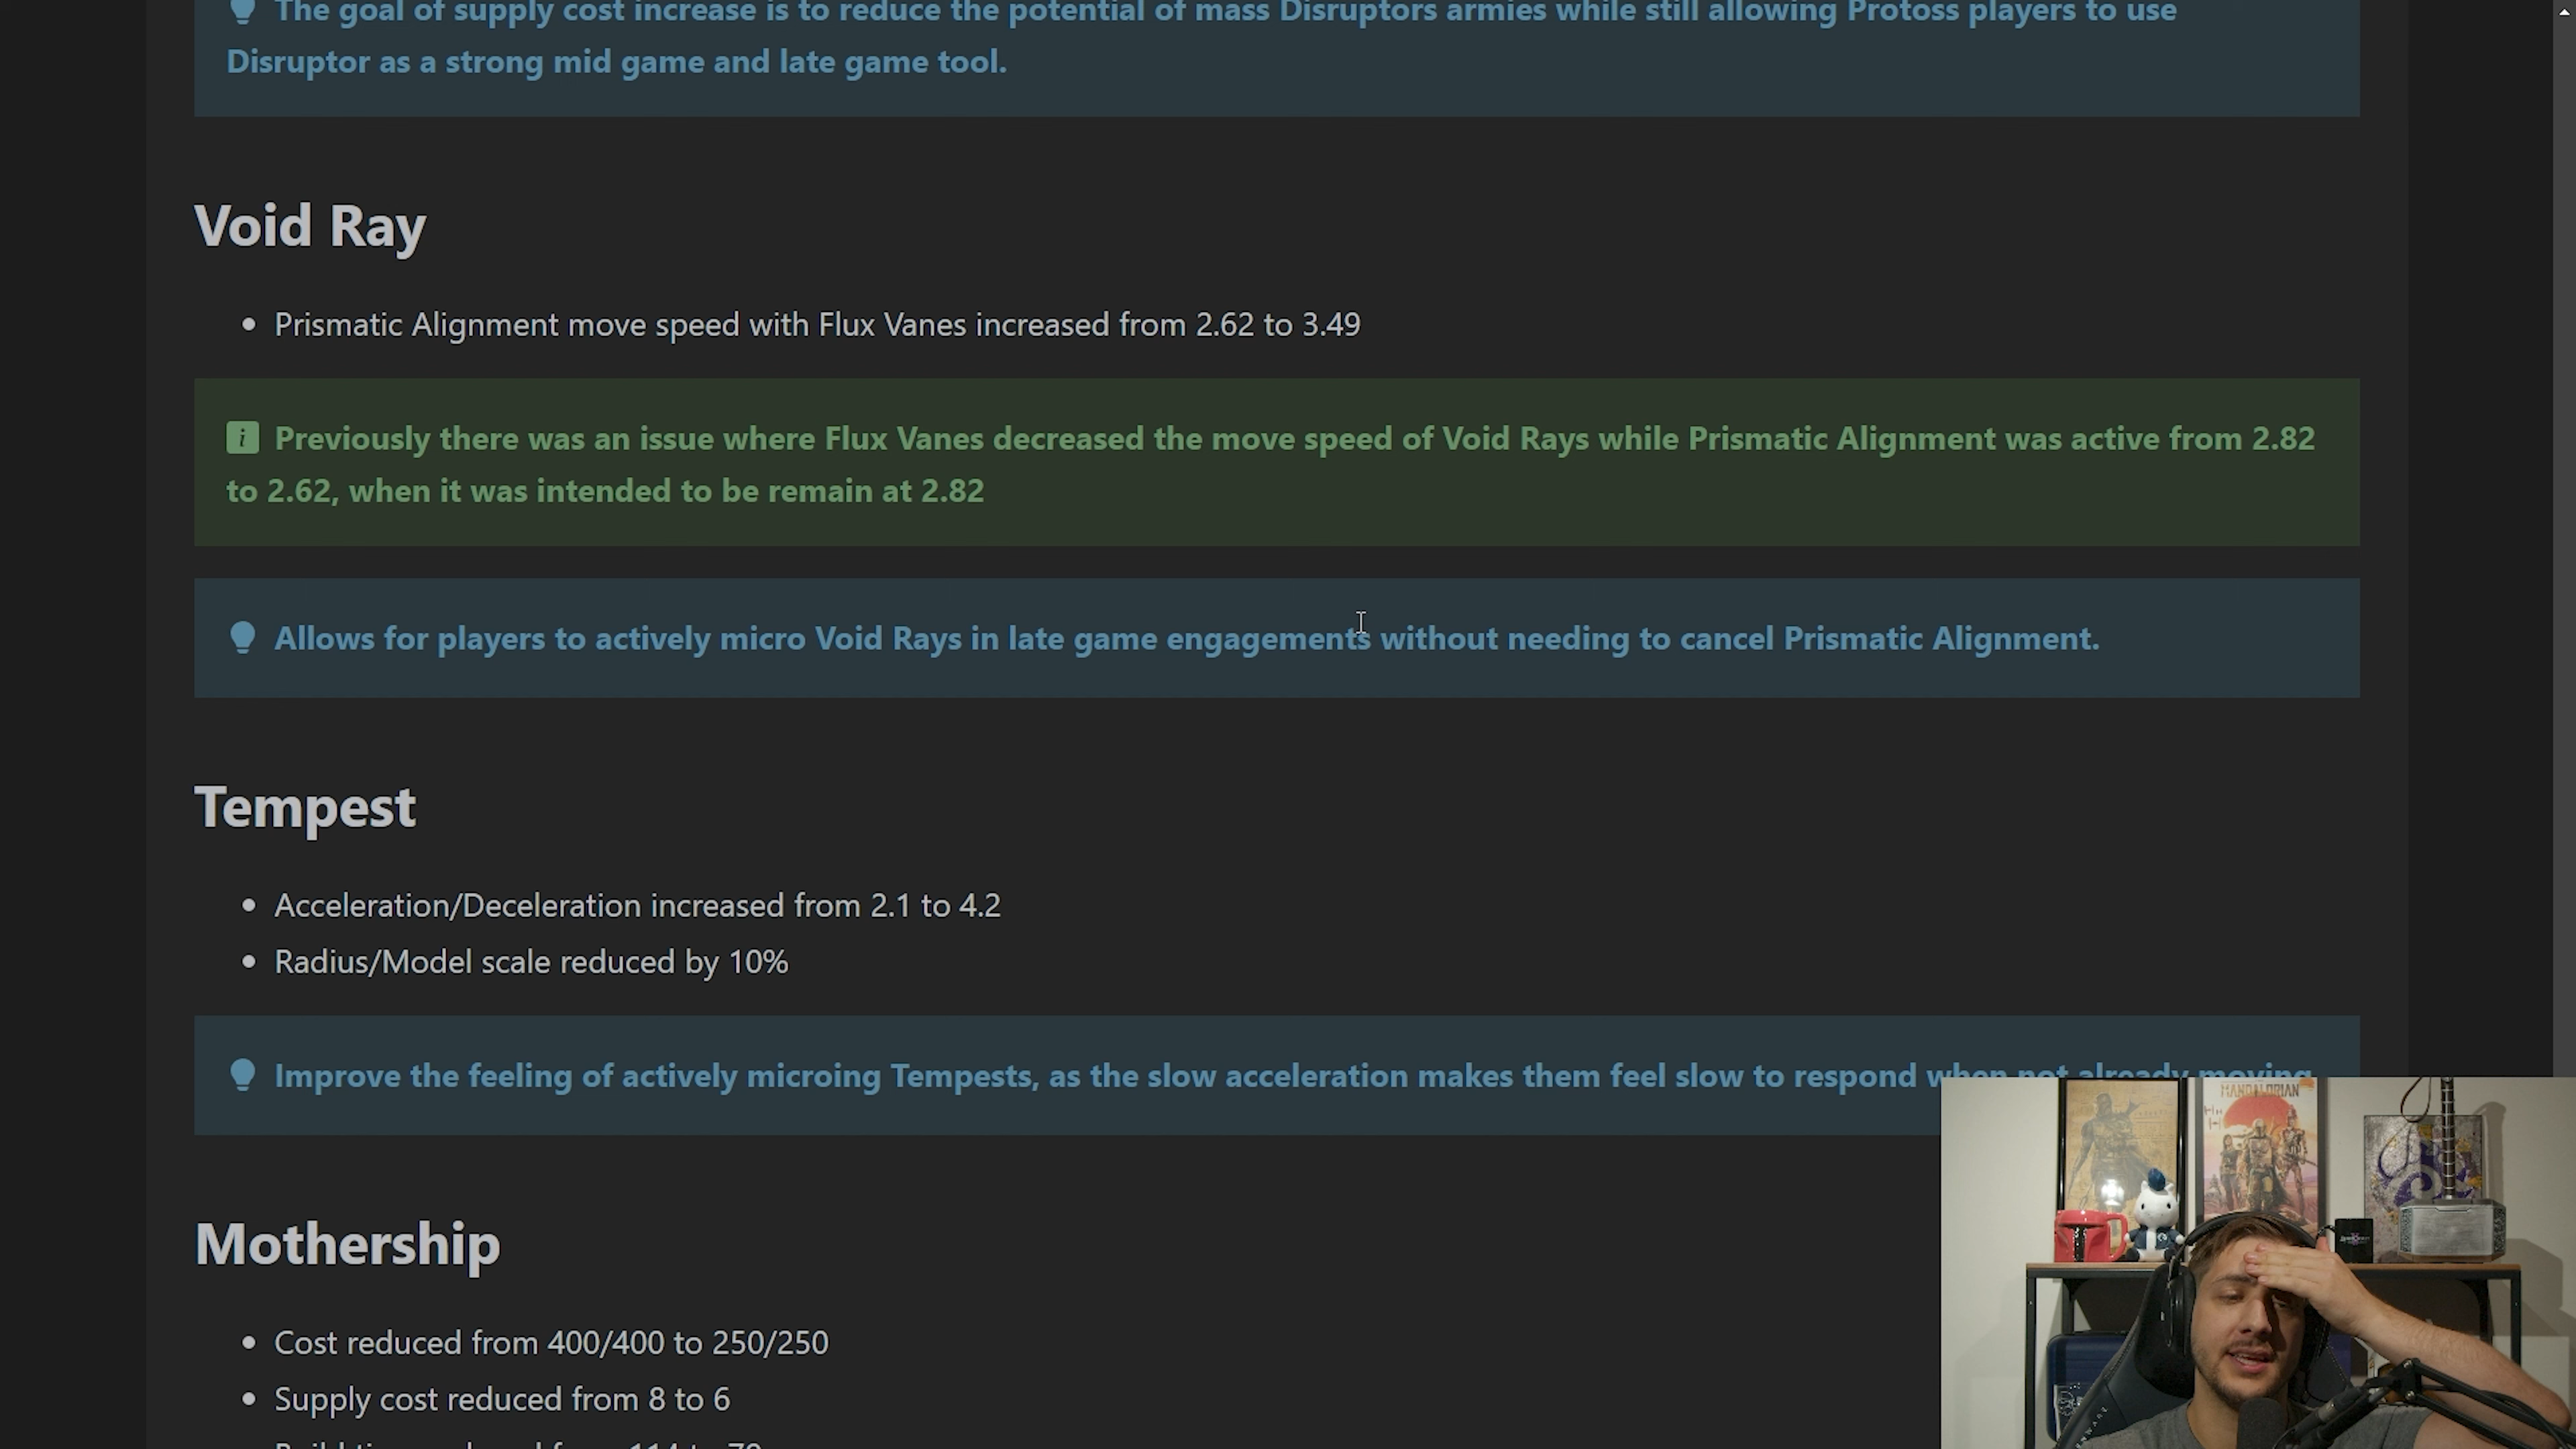 The goal of supply cost increase is to reduce the potential of mass Disruptors armies while still allowing Protoss players to use
Disruptor as a strong mid game and late game tool.
Void Ray
• Prismatic Alignment move speed with Flux Vanes increased from 2.62 to 3.49
Previously there was an issue where Flux Vanes decreased the move speed of Void Rays while Prismatic Alignment was active from 2.82
to 2.62, when it was intended to be remain at 2.82
Allows for players to actively micro Void Rays in late game engagements without needing to cancel Prismatic Alignment.
Tempest
• Acceleration/Deceleration increased from 2.1 to 4.2
• Radius/Model scale reduced by 10%
Improve the feeling of actively microing Tempests, as the slow acceleration makes them feel slow to respond when not already moving
MANDALORIAN
Mothership
• Cost reduced from 400/400 to 250/250
• Supply cost reduced from 8 to 6